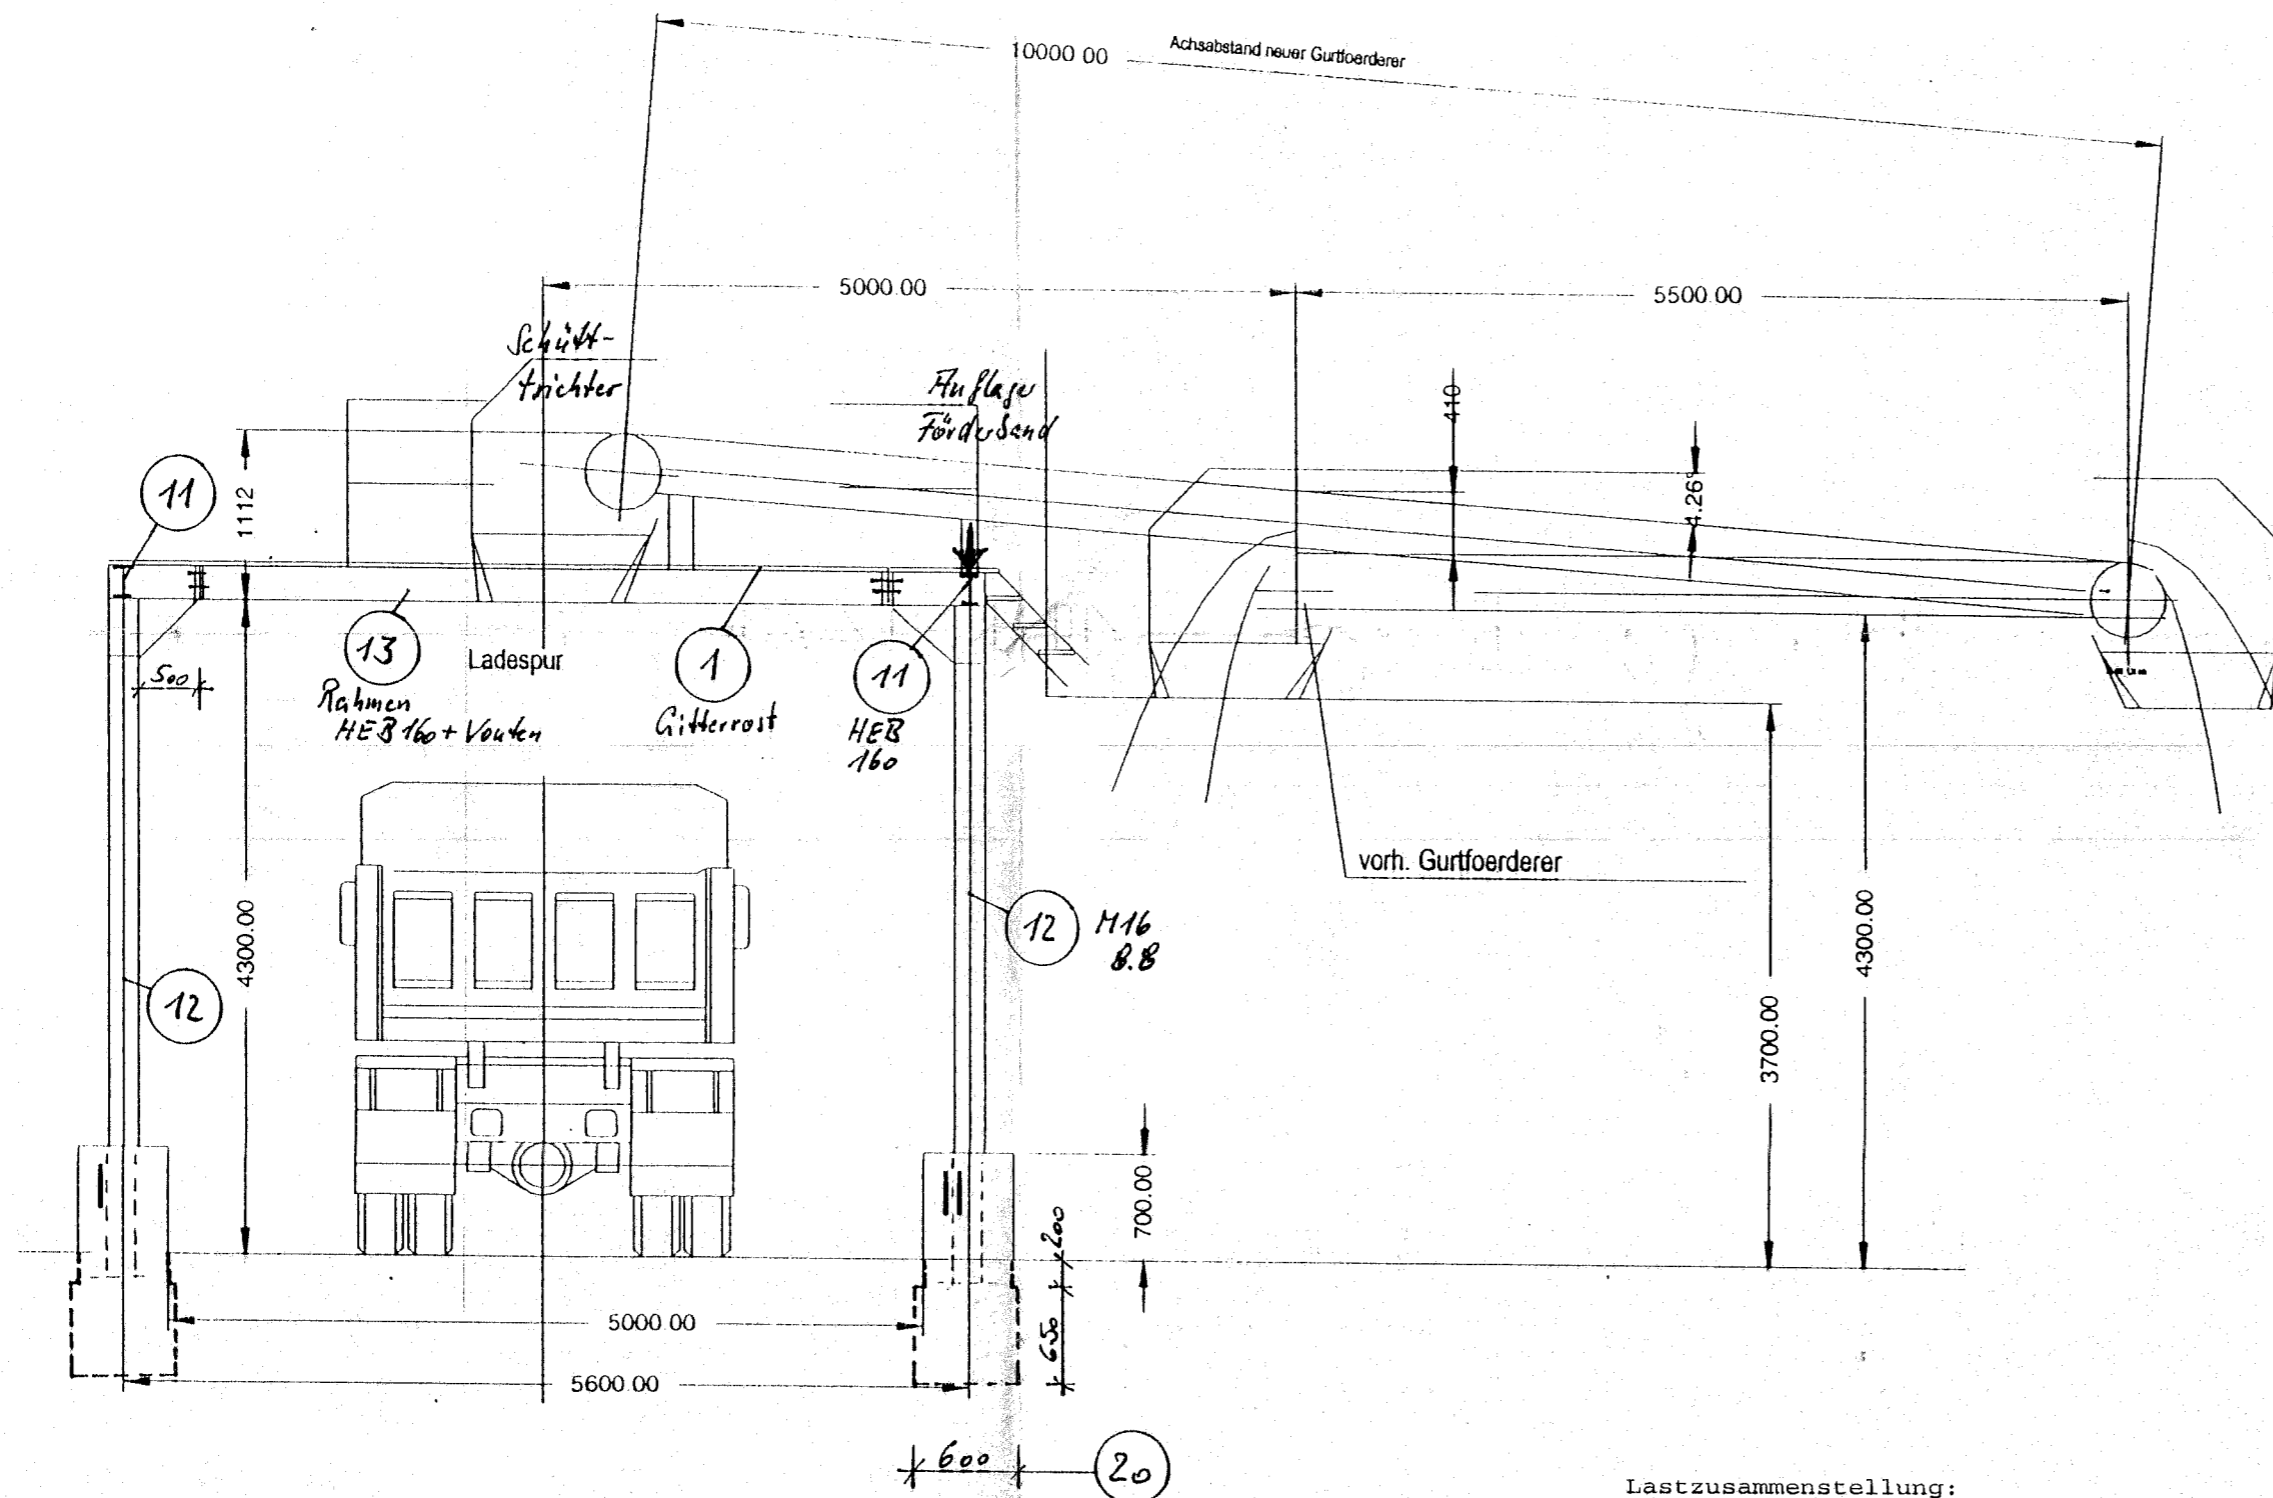 10000 00
Achsabstand neuer Gurtfoerderer
5000.00
5500.00
Schütt-
trichter
Auflager
Förderband
410
4.26°
11
1112
13
Ladespur
1
11
500
Rahmen
HEB 160 + Vouten
Gitterrost
HEB
160
vorh. Gurtfoerderer
4300.00
12
M16
8.8
4300.00
12
3700.00
700.00
200
650
5000.00
5600.00
600
20
Lastzusammenstellung: